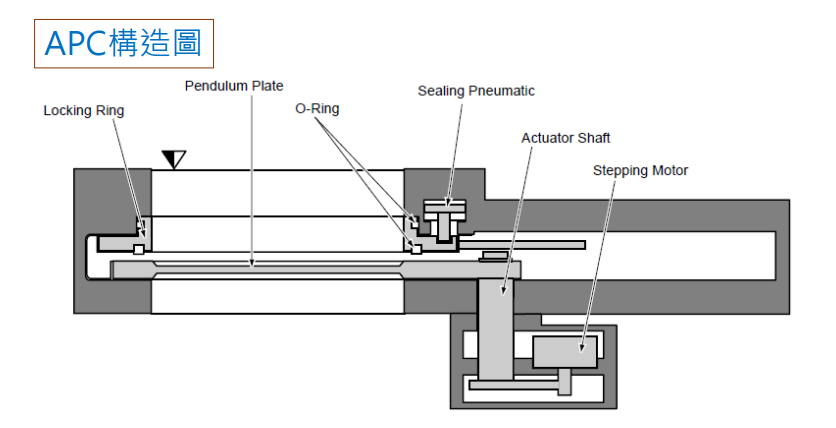 APC構造圖
Pendulum Plate
Sealing Pneumatic
Locking Ring
O-Ring
Actuator Shaft
Stepping Motor